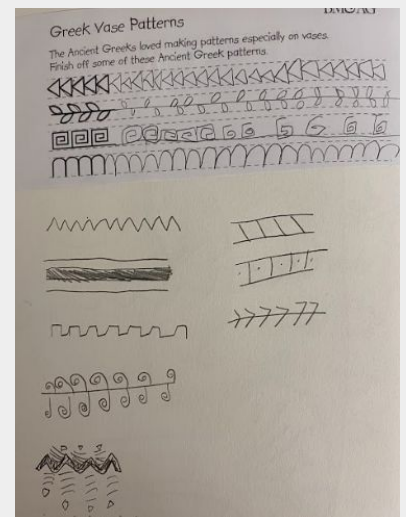 Greek Vase Patterns
The Ancient Greeks loved making patterns especially on vases.
Finish off some of these Ancient Greek patterns.